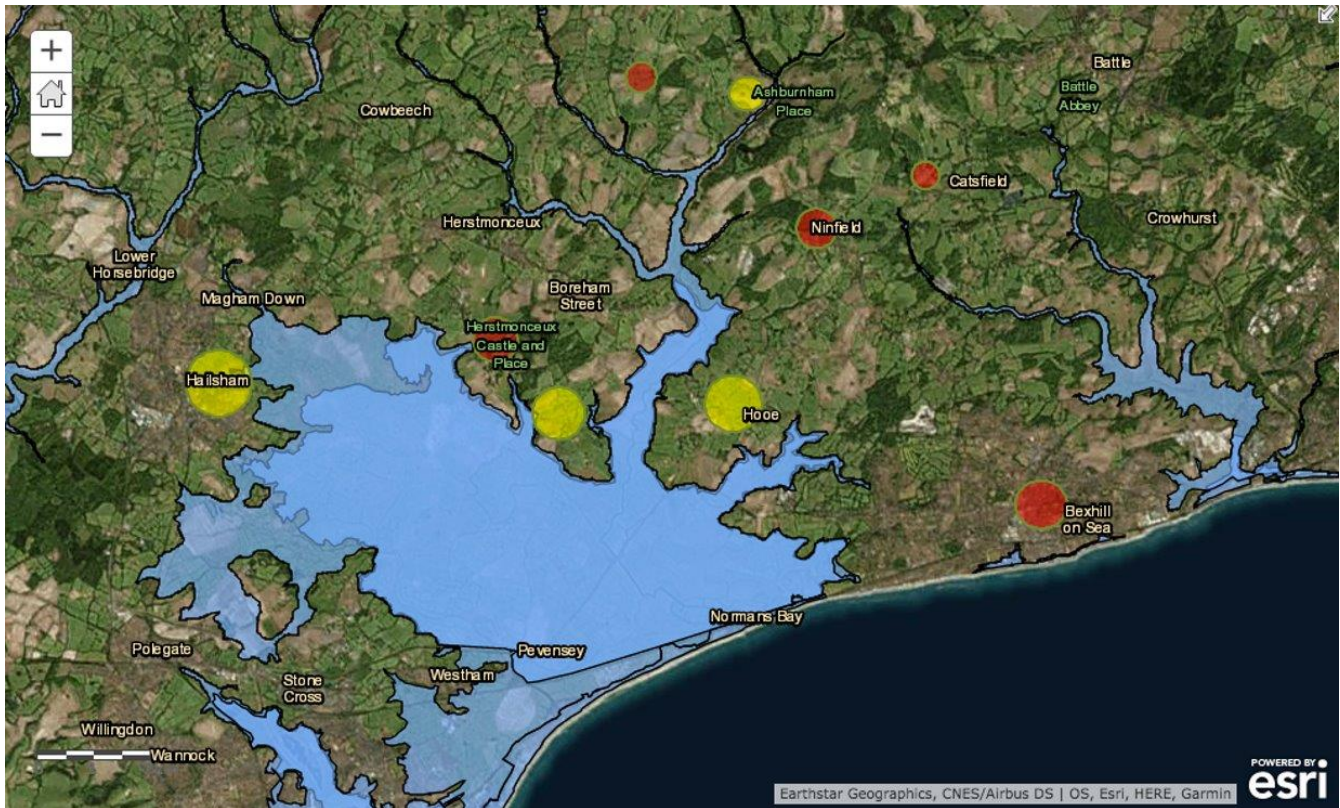 +
−
Battle
Battle
Abbey
Ashburnham
Place
Cowbeech
Catsfield
Herstmonceux
Ninfield
Crowhurst
Lower
Horsebridge
Magham Down
Boreham
Street
Herstmonceux
Castle and
Place
Hailsham
Hooe
Bexhill
on Sea
Normans Bay
Polegate
Pevensey
Westham
Stone
Cross
Willingdon
Wannock
POWERED BY
esri
Earthstar Geographics, CNES/Airbus DS | OS, Esri, HERE, Garmin